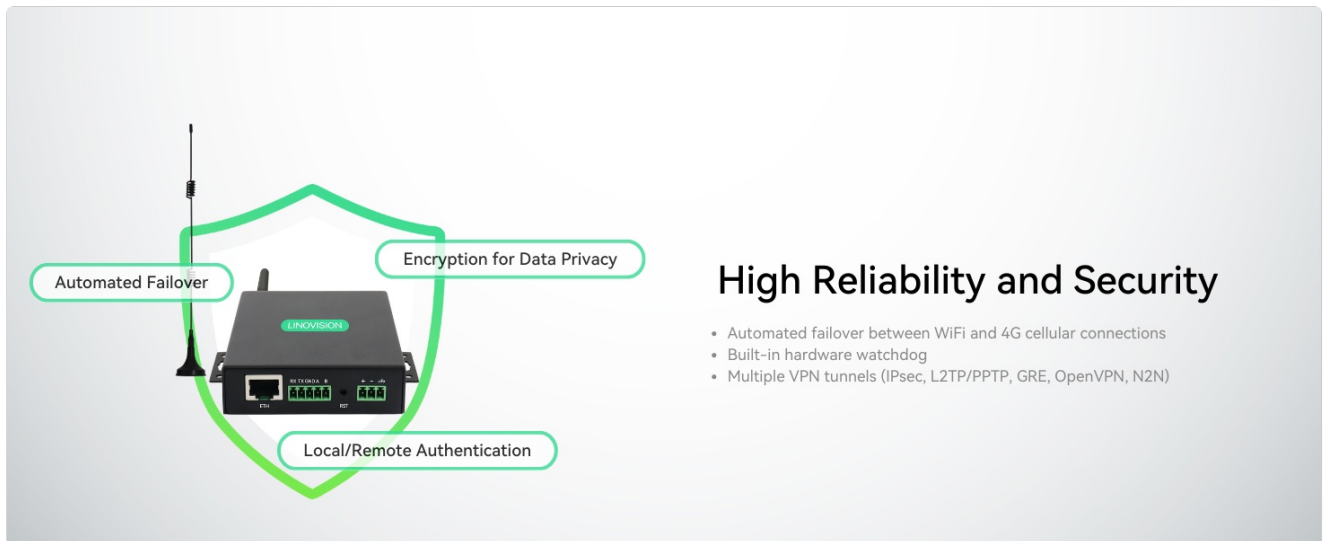 Encryption for Data Privacy
Automated Failover
LINOVISION
ETH
RST
Local/Remote Authentication
High Reliability and Security
• Automated failover between WiFi and 4G cellular connections
• Built-in hardware watchdog
• Multiple VPN tunnels (IPsec, L2TP/PPTP, GRE, OpenVPN, N2N)